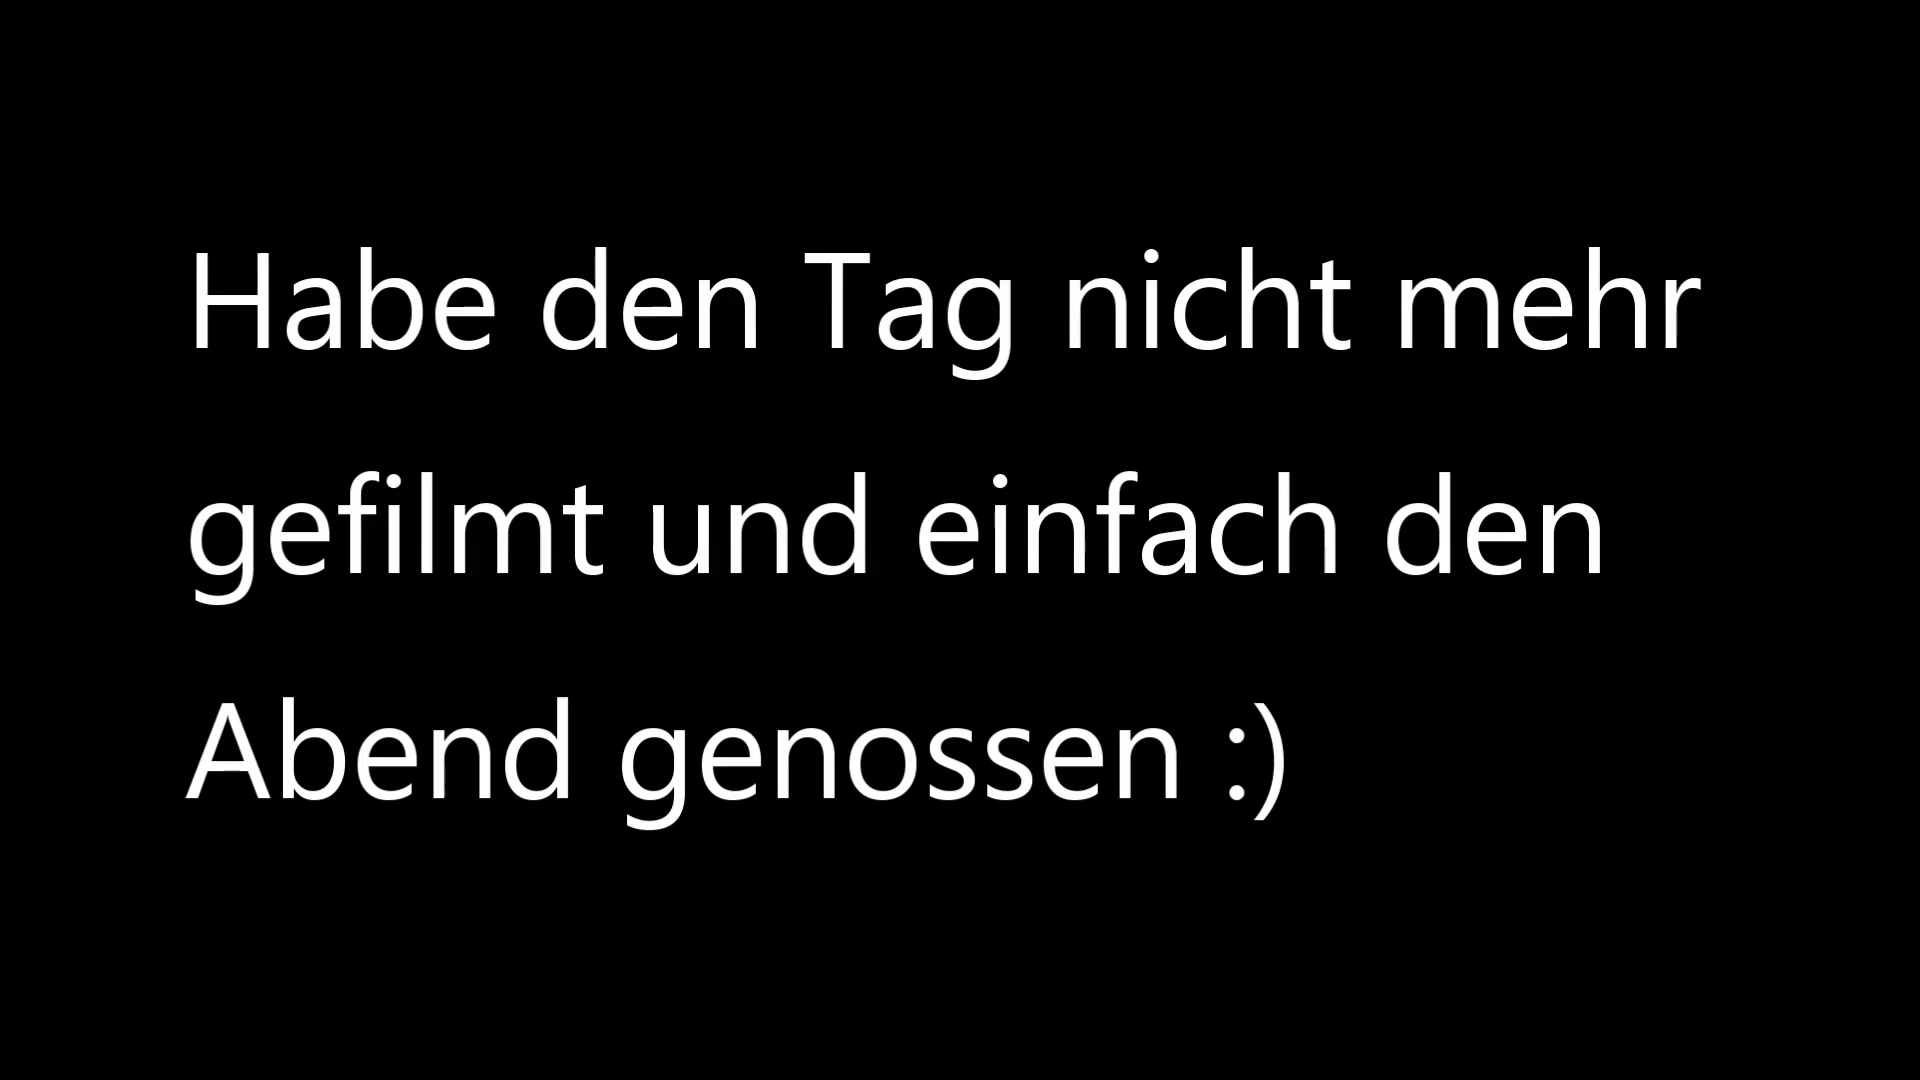 Habe den Tag nicht mehr
gefilmt und einfach den
Abend genossen :)